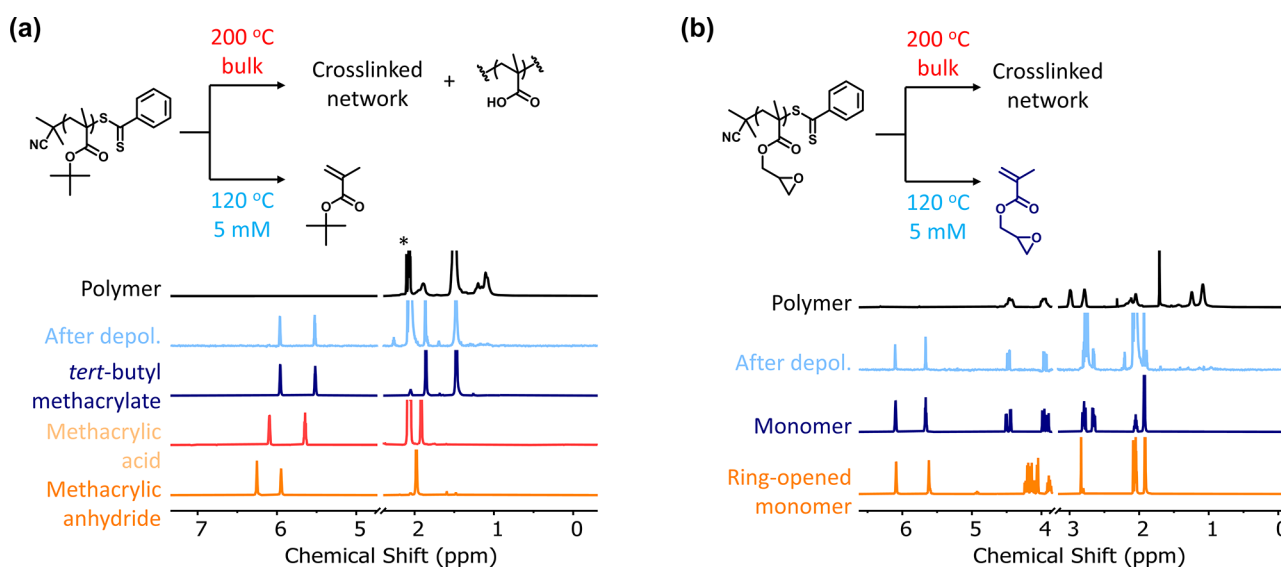 (a)
200 °C
bulk
Crosslinked
network
+
HO
O
NC
S
S
O
O
120 °C
5 mM
O
O
*
Polymer
After depol.
tert-butyl
methacrylate
Methacrylic
acid
Methacrylic
anhydride
7
6
5
2
1
0
Chemical Shift (ppm)
(b)
200 °C
bulk
Crosslinked
network
NC
S
S
O
O
O
120 °C
5 mM
O
O
O
Polymer
After depol.
Monomer
Ring-opened
monomer
6
5
4
3
2
1
0
Chemical Shift (ppm)